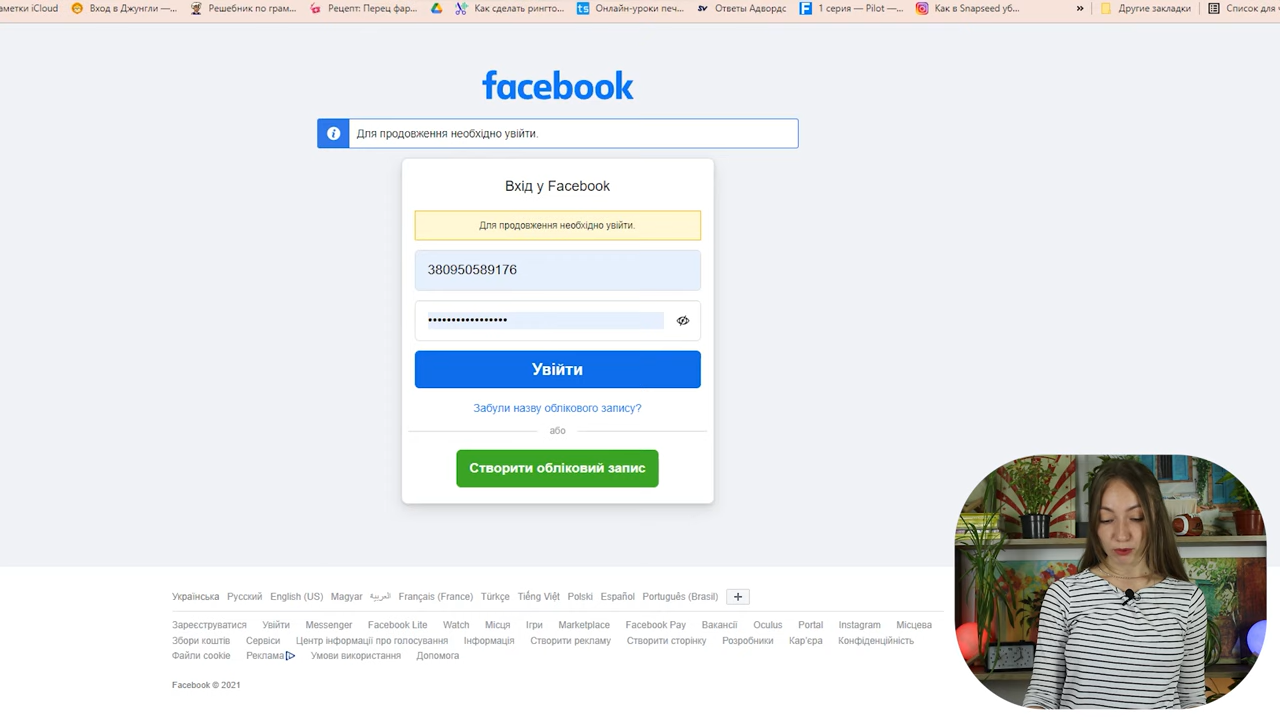 аметки iCloud Вход в Джунгли —... Решебник по грам... Рецепт: Перец фар... Как сделать рингто... ts Онлайн-уроки печ... sv Ответы Адвордс F 1 серия — Pilot —... Как в Snapseed уб... » Другие закладки Список для ч
facebook
Для продовження необхідно увійти.
Вхід у Facebook
Для продовження необхідно увійти.
380950589176
•••••••••••••••••
Увійти
Забули назву облікового запису?
або
Створити обліковий запис
Українська Русский English (US) Magyar العربية Français (France) Türkçe Tiếng Việt Polski Español Português (Brasil) +
Зареєструватися Увійти Messenger Facebook Lite Watch Місця Ігри Marketplace Facebook Pay Вакансії Oculus Portal Instagram Місцева
Збори коштів Сервіси Центр інформації про голосування Інформація Створити рекламу Створити сторінку Розробники Кар'єра Конфіденційність
Файли cookie Реклама Умови використання Допомога
Facebook © 2021